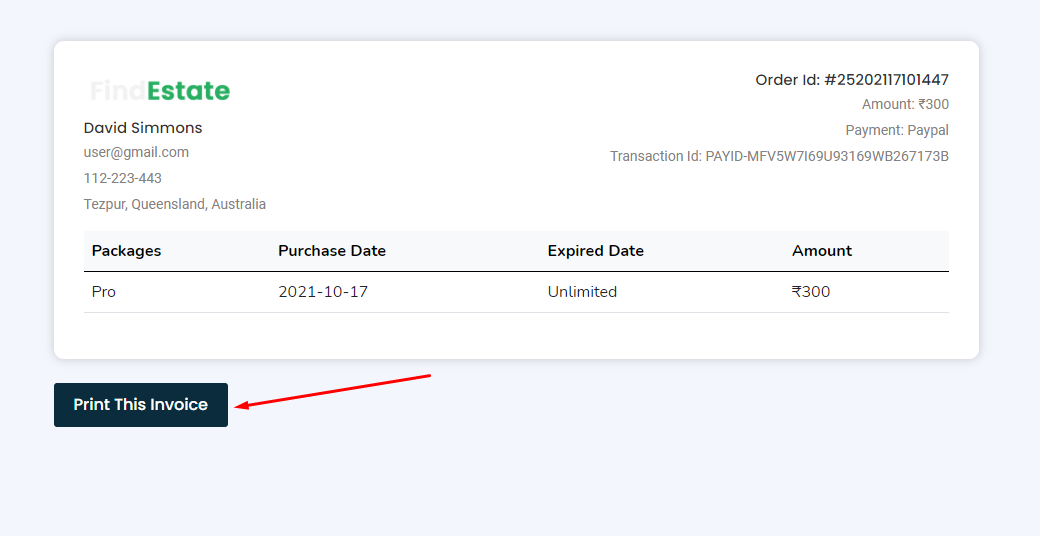 FindEstate
David Simmons
user@gmail.com
112-223-443
Tezpur, Queensland, Australia
Order Id: #25202117101447
Amount: ₹300
Payment: Paypal
Transaction Id: PAYID-MFV5W7I69U93169WB267173B
Packages Purchase Date Expired Date Amount
Pro 2021-10-17 Unlimited ₹300
Print This Invoice